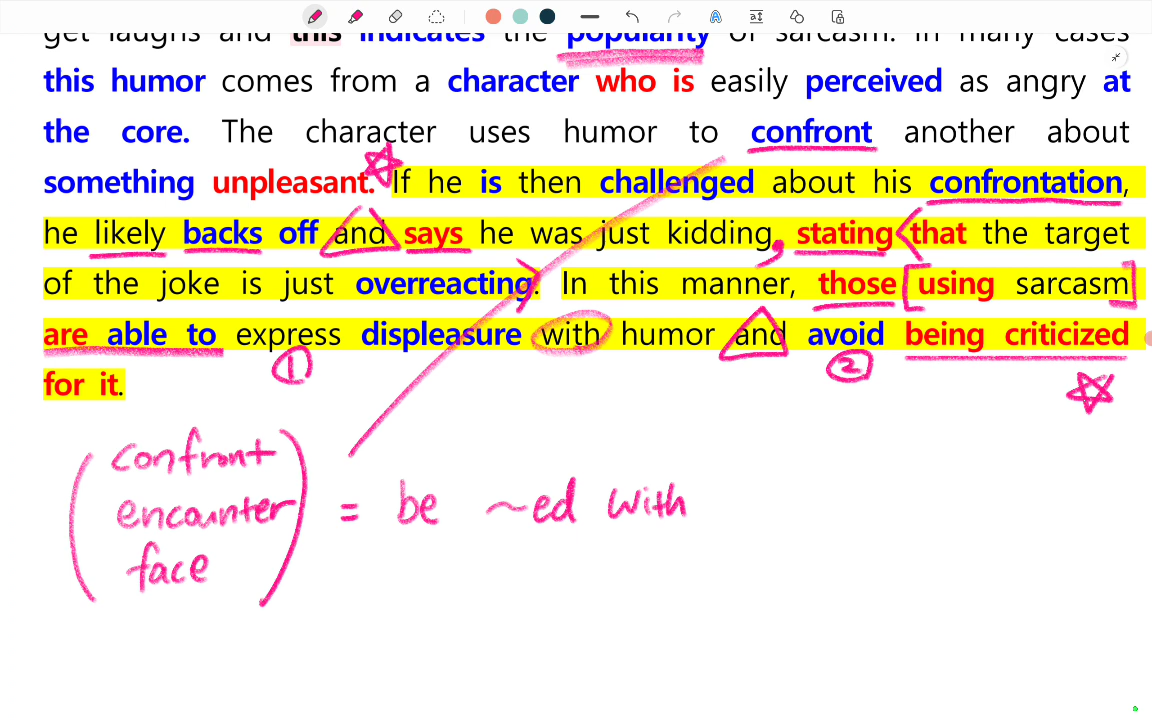 get laughs and this indicates the popularity of sarcasm. In many cases
this humor comes from a character who is easily perceived as angry at
the core. The character uses humor to confront another about
something unpleasant. If he is then challenged about his confrontation,
he likely backs off and says he was just kidding, stating that the target
of the joke is just overreacting. In this manner, those [using sarcasm]
are able to express displeasure with humor and avoid being criticized
① ②
for it.
confront
encounter
face
= be ~ed with